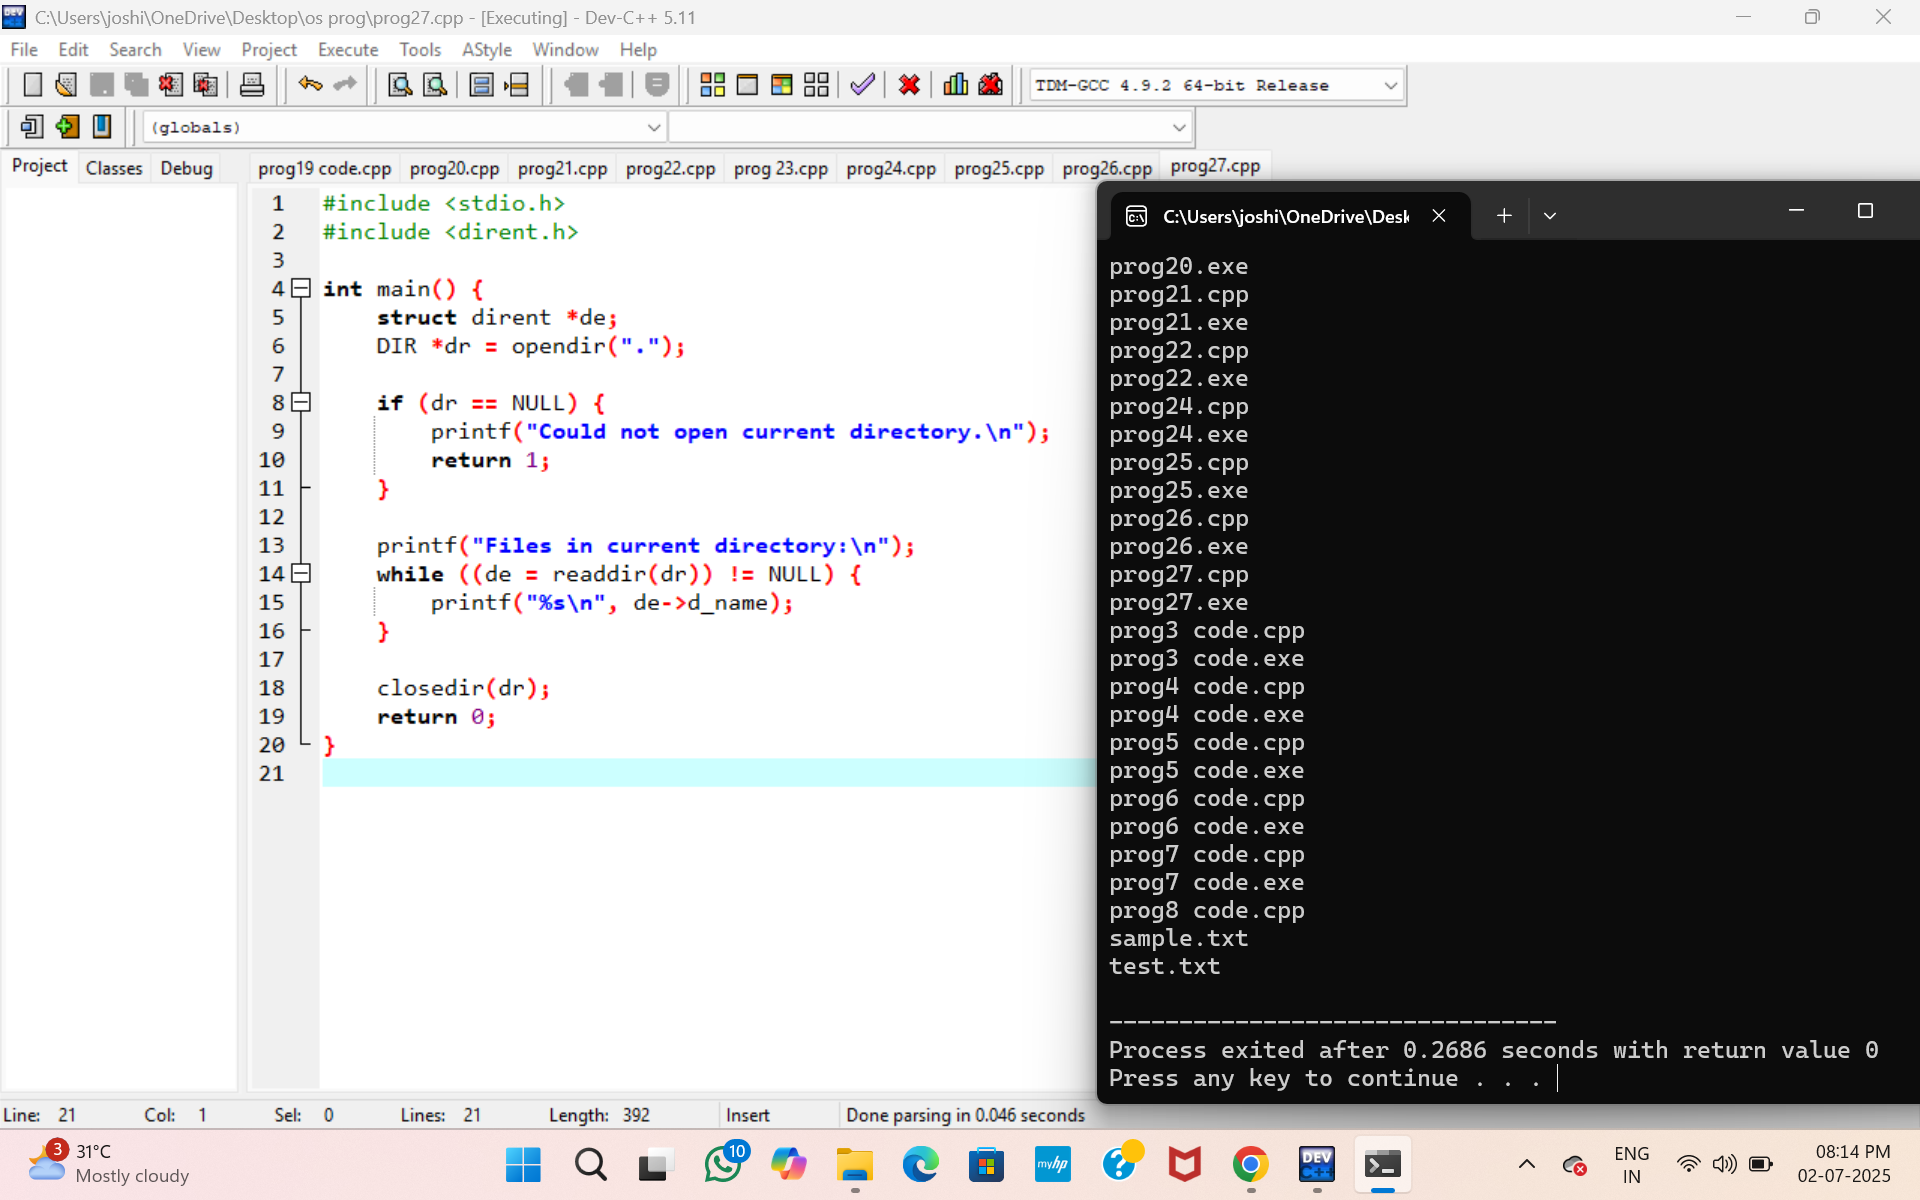 C:\Users\joshi\OneDrive\Desktop\os prog\prog27.cpp - [Executing] - Dev-C++ 5.11
File Edit Search View Project Execute Tools AStyle Window Help
TDM-GCC 4.9.2 64-bit Release
(globals)
Project Classes Debug
prog19 code.cpp prog20.cpp prog21.cpp prog22.cpp prog 23.cpp prog24.cpp prog25.cpp prog26.cpp prog27.cpp
1 #include <stdio.h>
2 #include <dirent.h>
3
4 int main() {
5     struct dirent *de;
6     DIR *dr = opendir(".");
7
8     if (dr == NULL) {
9         printf("Could not open current directory.\n");
10         return 1;
11     }
12
13     printf("Files in current directory:\n");
14     while ((de = readdir(dr)) != NULL) {
15         printf("%s\n", de->d_name);
16     }
17
18     closedir(dr);
19     return 0;
20 }
21
C:\Users\joshi\OneDrive\Desk
prog20.exe
prog21.cpp
prog21.exe
prog22.cpp
prog22.exe
prog24.cpp
prog24.exe
prog25.cpp
prog25.exe
prog26.cpp
prog26.exe
prog27.cpp
prog27.exe
prog3 code.cpp
prog3 code.exe
prog4 code.cpp
prog4 code.exe
prog5 code.cpp
prog5 code.exe
prog6 code.cpp
prog6 code.exe
prog7 code.cpp
prog7 code.exe
prog8 code.cpp
sample.txt
test.txt
--------------------------------
Process exited after 0.2686 seconds with return value 0
Press any key to continue . . .
Line: 21 Col: 1 Sel: 0 Lines: 21 Length: 392 Insert Done parsing in 0.046 seconds
3 31°C
Mostly cloudy
10
myhp
DEV C++
ENG
IN
08:14 PM
02-07-2025